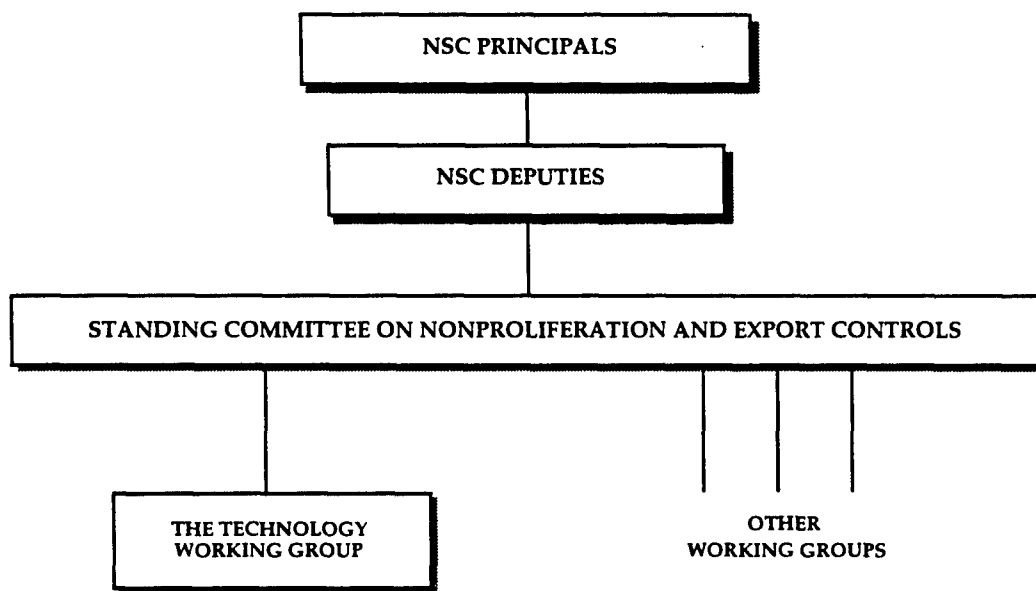 NSC PRINCIPALS
NSC DEPUTIES
STANDING COMMITTEE ON NONPROLIFERATION AND EXPORT CONTROLS
THE TECHNOLOGY
WORKING GROUP
OTHER
WORKING GROUPS